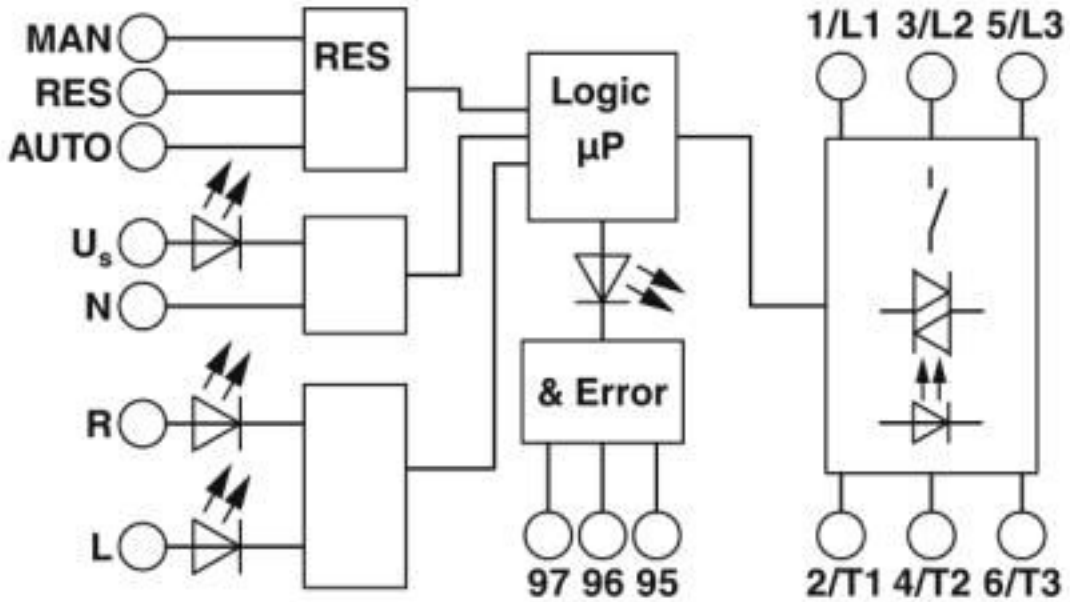 MAN
RES
AUTO
RES
Us
N
R
L
Logic
µP
& Error
97 96 95
1/L1 3/L2 5/L3
2/T1 4/T2 6/T3